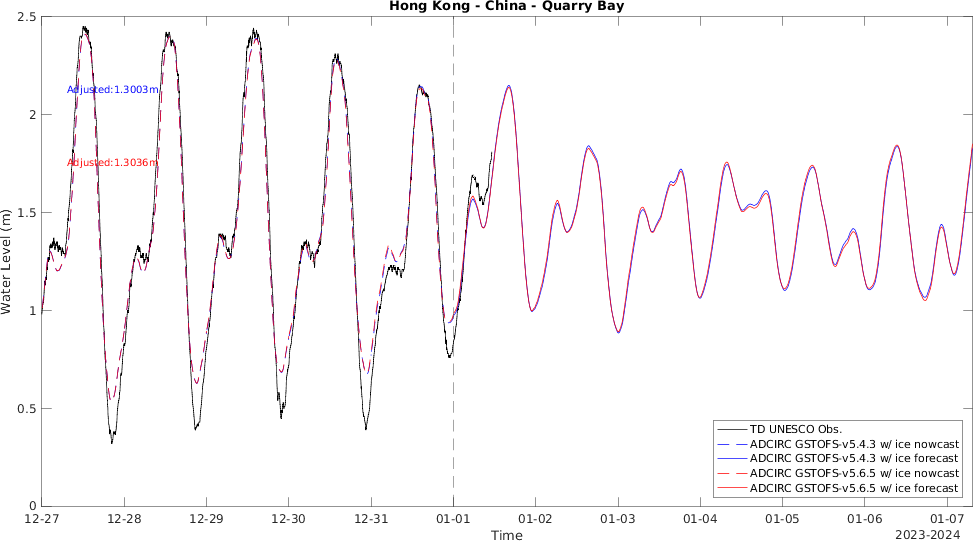 Hong Kong - China - Quarry Bay
2.5
2
1.5
1
0.5
0
Water Level (m)
Adjusted:1.3003m
Adjusted:1.3036m
TD UNESCO Obs.
ADCIRC GSTOFS-v5.4.3 w/ ice nowcast
ADCIRC GSTOFS-v5.4.3 w/ ice forecast
ADCIRC GSTOFS-v5.6.5 w/ ice nowcast
ADCIRC GSTOFS-v5.6.5 w/ ice forecast
12-27 12-28 12-29 12-30 12-31 01-01 01-02 01-03 01-04 01-05 01-06 01-07
Time
2023-2024